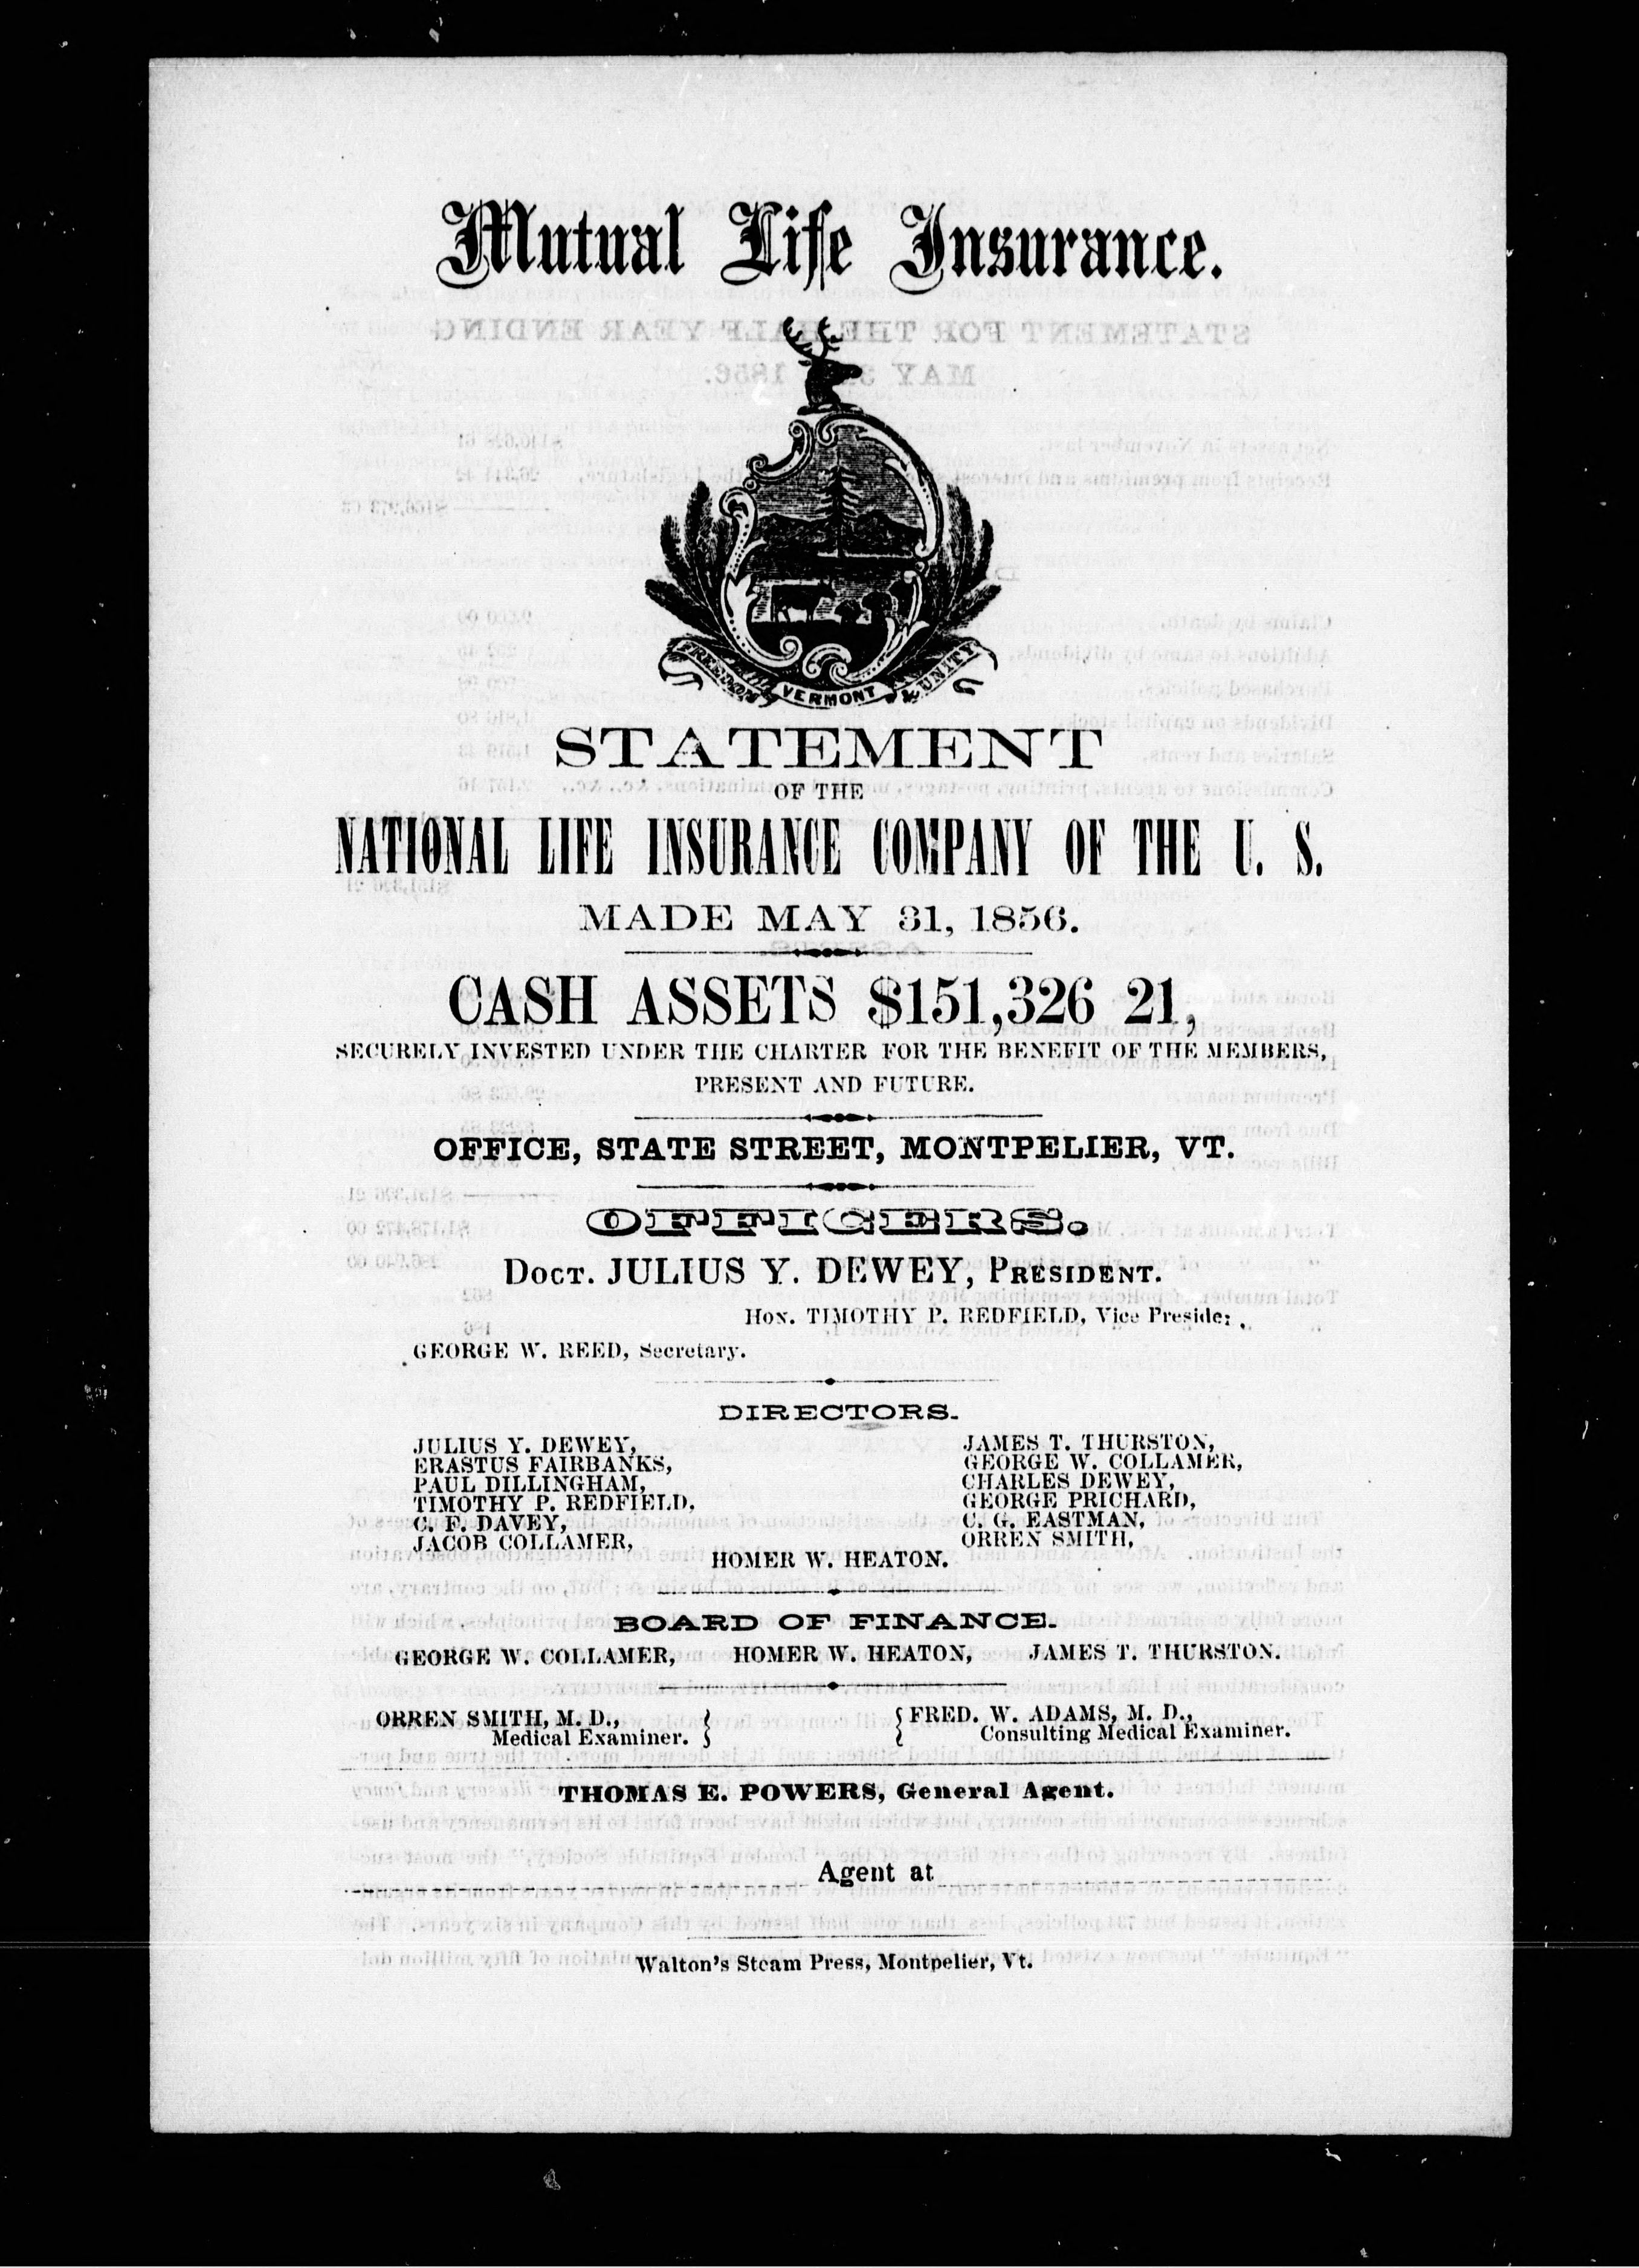 Mutual Life Insurance.
FREEDOM VERMONT & UNITY
STATEMENT
OF THE
NATIONAL LIFE INSURANCE COMPANY OF THE U. S.
MADE MAY 31, 1856.
CASH ASSETS $151,326 21,
SECURELY INVESTED UNDER THE CHARTER FOR THE BENEFIT OF THE MEMBERS,
PRESENT AND FUTURE.
OFFICE, STATE STREET, MONTPELIER, VT.
OFFICERS.
DOCT. JULIUS Y. DEWEY, PRESIDENT.
HON. TIMOTHY P. REDFIELD, Vice
GEORGE W. REED, Secretary.
DIRECTORS.
JULIUS Y. DEWEY,
ERASTUS FAIRBANKS,
PAUL DILLINGHAM,
TIMOTHY P. REDFIELD,
C. F. DAVEY,
JACOB COLLAMER,
JAMES T. THURSTON,
GEORGE W. COLLAMER,
CHARLES DEWEY,
GEORGE PRICHARD,
C. G. EASTMAN,
ORREN SMITH,
HOMER W. HEATON.
BOARD OF FINANCE.
GEORGE W. COLLAMER, HOMER W. HEATON, JAMES T. THURSTON.
ORREN SMITH, M. D.,
Medical Examiner.
FRED. W. ADAMS, M. D.,
Consulting Medical Examiner.
THOMAS E. POWERS, General Agent.
Agent at
Walton's Steam Press, Montpelier, Vt.